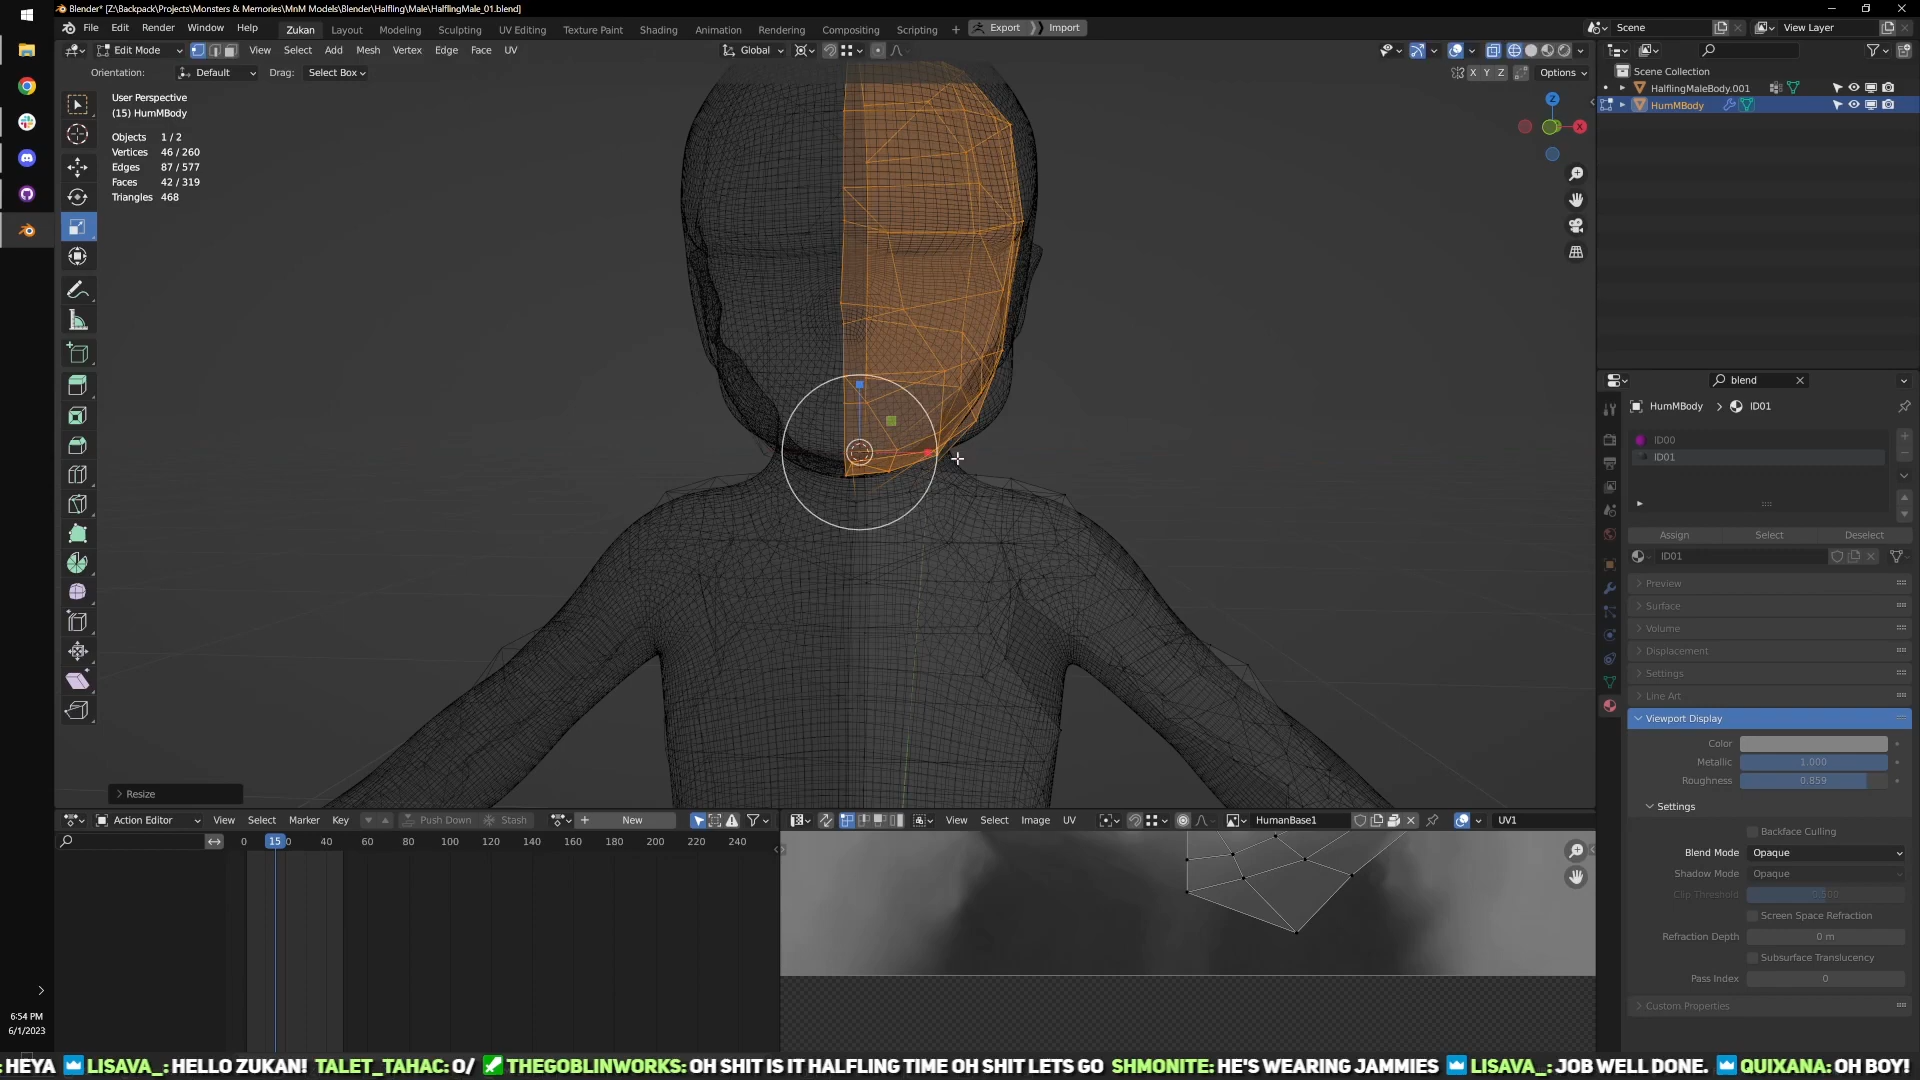 Blender* [Z:\Backpack\Projects\Monsters & Memories\MnM Models\Blender\Halfling\Male\HalflingMale_01.blend]
File Edit Render Window Help Zukan Layout Modeling Sculpting UV Editing Texture Paint Shading Animation Rendering Compositing Scripting + Export Import Scene View Layer
Edit Mode View Select Add Mesh Vertex Edge Face UV Global
Orientation: Default Drag: Select Box X Y Z Options
Scene Collection
HalflingMaleBody.001
HumMBody
User Perspective
(15) HumMBody
Objects 1 / 2
Vertices 46 / 260
Edges 87 / 577
Faces 42 / 319
Triangles 468
Z
X
blend
HumMBody > ID01
ID00
ID01
Assign Select Deselect
ID01
Preview
Surface
Volume
Displacement
Settings
Line Art
Viewport Display
Color
Metallic 1.000
Roughness 0.859
Settings
Backface Culling
Blend Mode Opaque
Shadow Mode Opaque
Clip Threshold 0.500
Screen Space Refraction
Refraction Depth 0 m
Subsurface Translucency
Pass Index 0
Custom Properties
Resize
Action Editor View Select Marker Key Push Down Stash New
View Select Image UV HumanBase1 UV1
0 15 40 60 80 100 120 140 160 180 200 220 240
6:54 PM
6/1/2023
: HEYA LISAVA_: HELLO ZUKAN! TALET_TAHAC: O/ THEGOBLINWORKS: OH SHIT IS IT HALFLING TIME OH SHIT LETS GO SHMONITE: HE'S WEARING JAMMIES LISAVA_: JOB WELL DONE. QUIXANA: OH BOY!